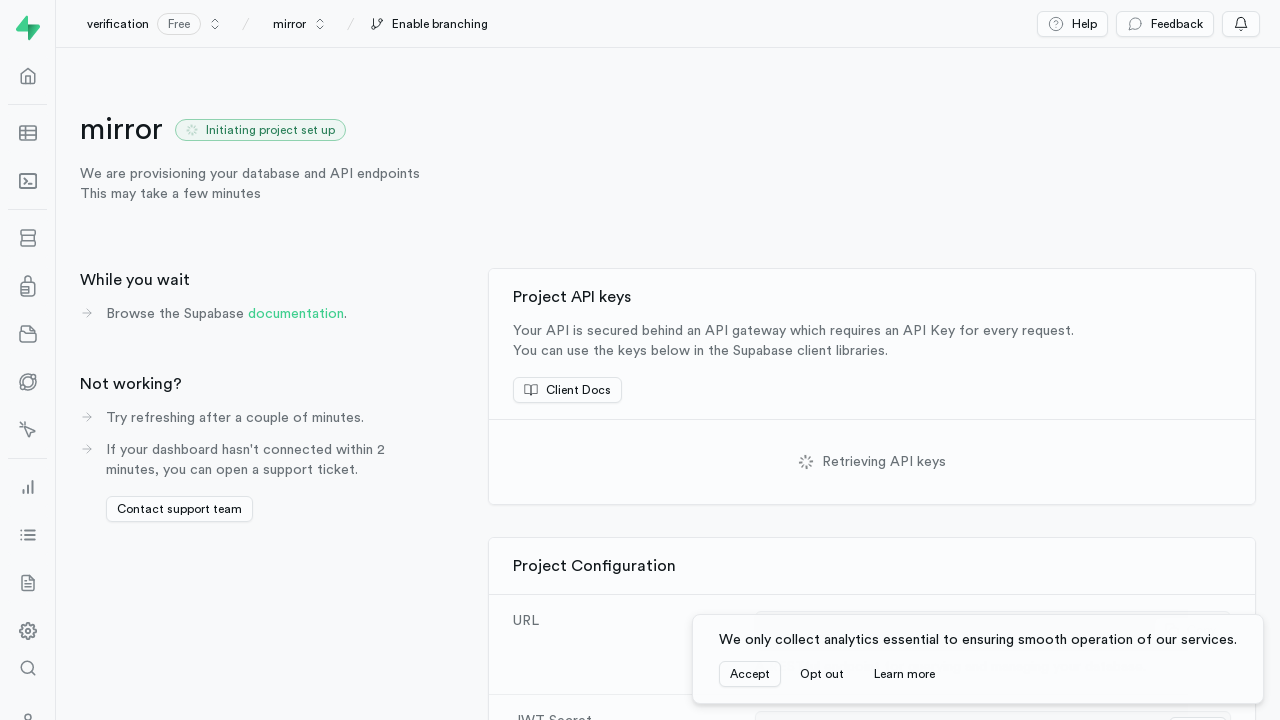 verification Free / mirror / Enable branching Help Feedback
mirror Initiating project set up
We are provisioning your database and API endpoints
This may take a few minutes
While you wait
Browse the Supabase documentation.
Not working?
Try refreshing after a couple of minutes.
If your dashboard hasn't connected within 2
minutes, you can open a support ticket.
Contact support team
Project API keys
Your API is secured behind an API gateway which requires an API Key for every request.
You can use the keys below in the Supabase client libraries.
Client Docs
Retrieving API keys
Project Configuration
URL
We only collect analytics essential to ensuring smooth operation of our services.
Accept Opt out Learn more
JWT Secret